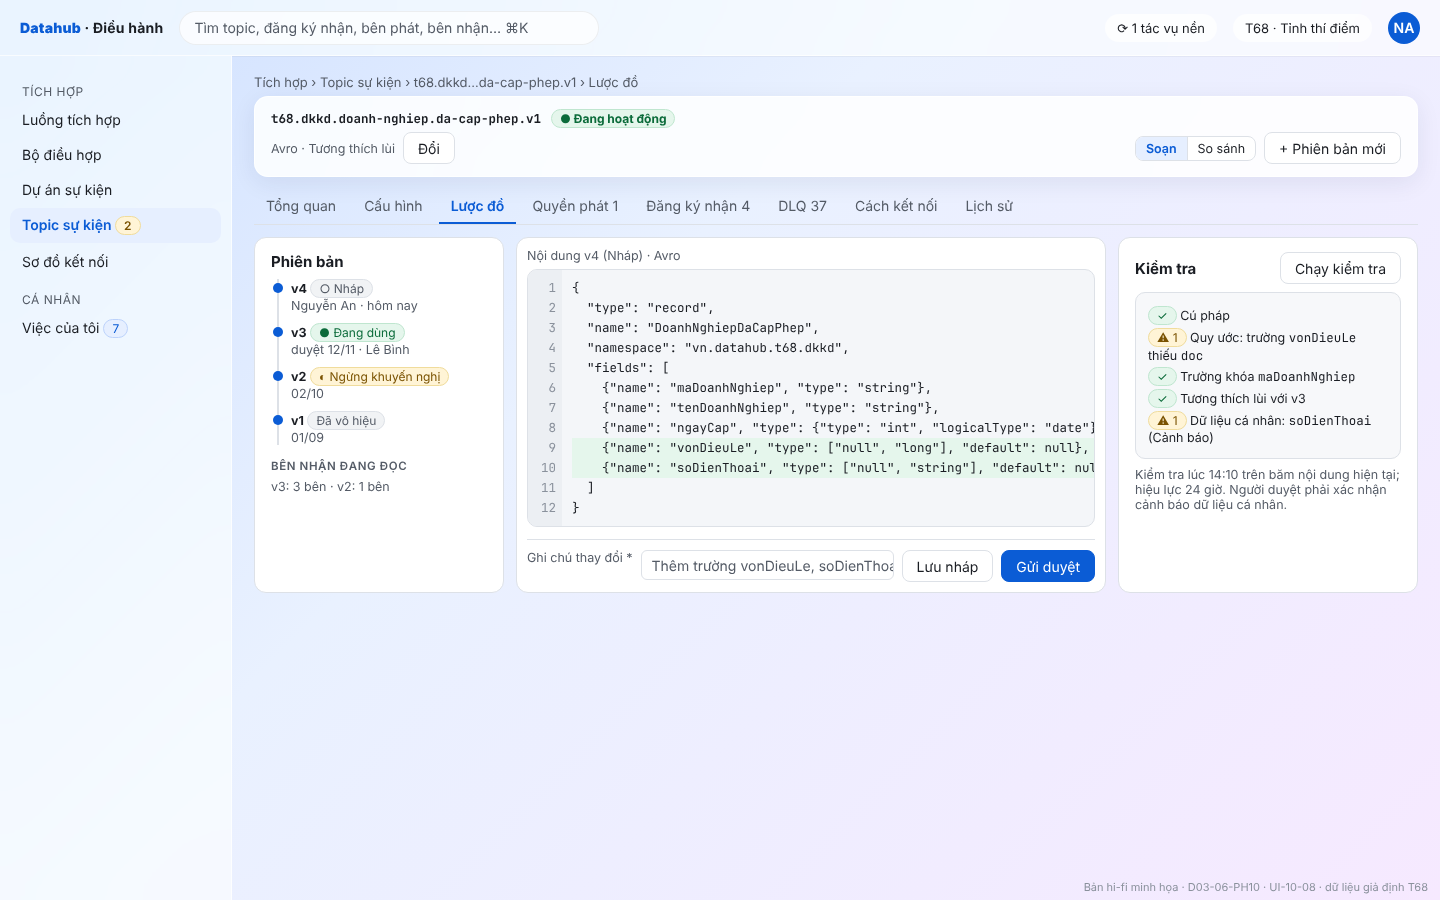 Datahub · Điều hành
Tìm topic, đăng ký nhận, bên phát, bên nhận... ⌘K
⟳ 1 tác vụ nền
T68 · Tỉnh thí điểm
NA
TÍCH HỢP
Luồng tích hợp
Bộ điều hợp
Dự án sự kiện
Topic sự kiện 2
Sơ đồ kết nối
CÁ NHÂN
Việc của tôi 7
Tích hợp › Topic sự kiện › t68.dkkd...da-cap-phep.v1 › Lược đồ
t68.dkkd.doanh-nghiep.da-cap-phep.v1 ● Đang hoạt động
Avro · Tương thích lùi Đổi
Soạn So sánh + Phiên bản mới
Tổng quan Cấu hình Lược đồ Quyền phát 1 Đăng ký nhận 4 DLQ 37 Cách kết nối Lịch sử
Phiên bản
v4 ○ Nháp
Nguyễn An · hôm nay
v3 ● Đang dùng
duyệt 12/11 · Lê Bình
v2 Ngừng khuyến nghị
02/10
v1 Đã vô hiệu
01/09
BÊN NHẬN ĐANG ĐỌC
v3: 3 bên · v2: 1 bên
Nội dung v4 (Nháp) · Avro
1 {
2 "type": "record",
3 "name": "DoanhNghiepDaCapPhep",
4 "namespace": "vn.datahub.t68.dkkd",
5 "fields": [
6 {"name": "maDoanhNghiep", "type": "string"},
7 {"name": "tenDoanhNghiep", "type": "string"},
8 {"name": "ngayCap", "type": {"type": "int", "logicalType": "date"}
9 {"name": "vonDieuLe", "type": ["null", "long"], "default": null},
10 {"name": "soDienThoai", "type": ["null", "string"], "default": nul
11 ]
12 }
Ghi chú thay đổi *
Thêm trường vonDieuLe, soDienThoa
Lưu nháp
Gửi duyệt
Kiểm tra
Chạy kiểm tra
✓ Cú pháp
⚠ 1 Quy ước: trường vonDieuLe
thiếu doc
✓ Trường khóa maDoanhNghiep
✓ Tương thích lùi với v3
⚠ 1 Dữ liệu cá nhân: soDienThoai
(Cảnh báo)
Kiểm tra lúc 14:10 trên băm nội dung hiện tại;
hiệu lực 24 giờ. Người duyệt phải xác nhận
cảnh báo dữ liệu cá nhân.
Bản hi-fi minh họa · D03-06-PH10 · UI-10-08 · dữ liệu giả định T68